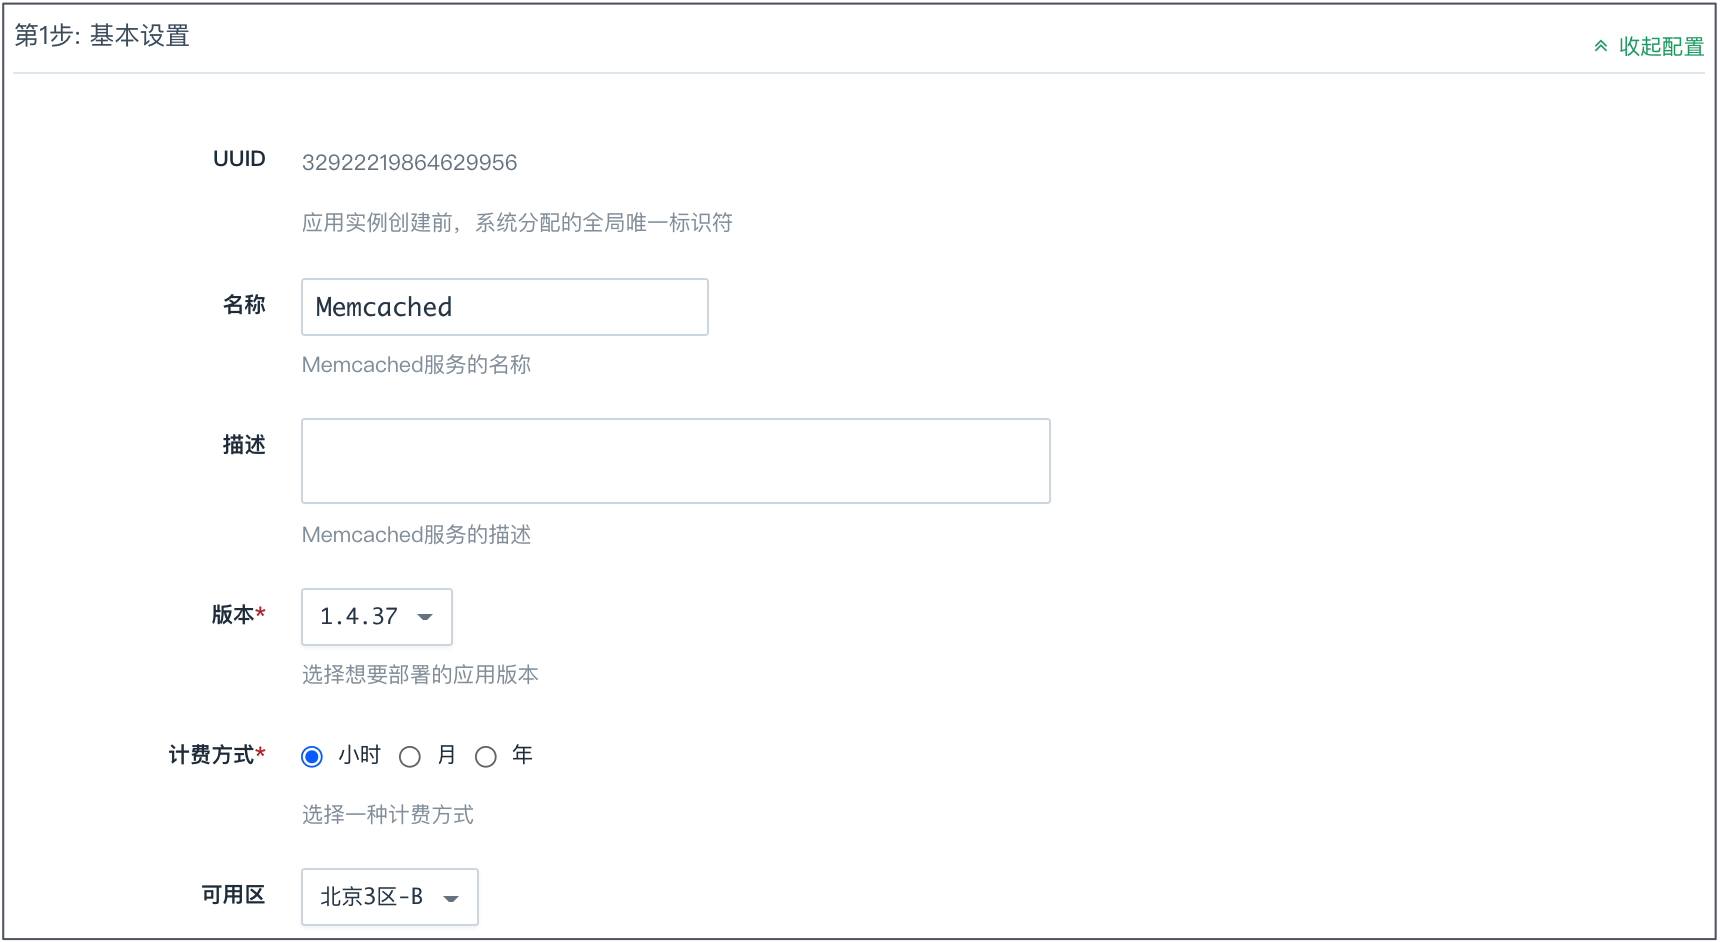 第1步: 基本设置
收起配置
UUID
32922219864629956
应用实例创建前，系统分配的全局唯一标识符
名称
Memcached
Memcached服务的名称
描述
Memcached服务的描述
版本*
1.4.37
选择想要部署的应用版本
计费方式*
小时 月 年
选择一种计费方式
可用区
北京3区-B